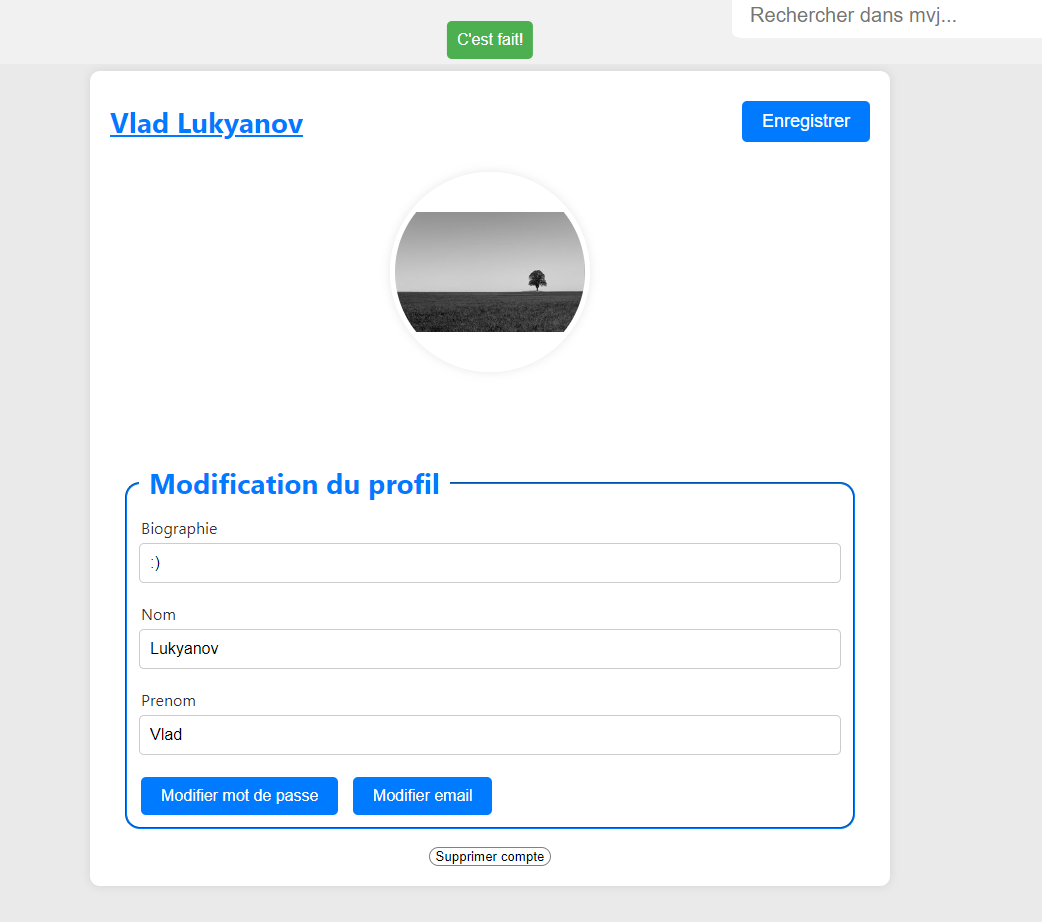 Rechercher dans mvj...
C'est fait!
Vlad Lukyanov
Enregistrer
Modification du profil
Biographie
:)
Nom
Lukyanov
Prenom
Vlad
Modifier mot de passe
Modifier email
Supprimer compte